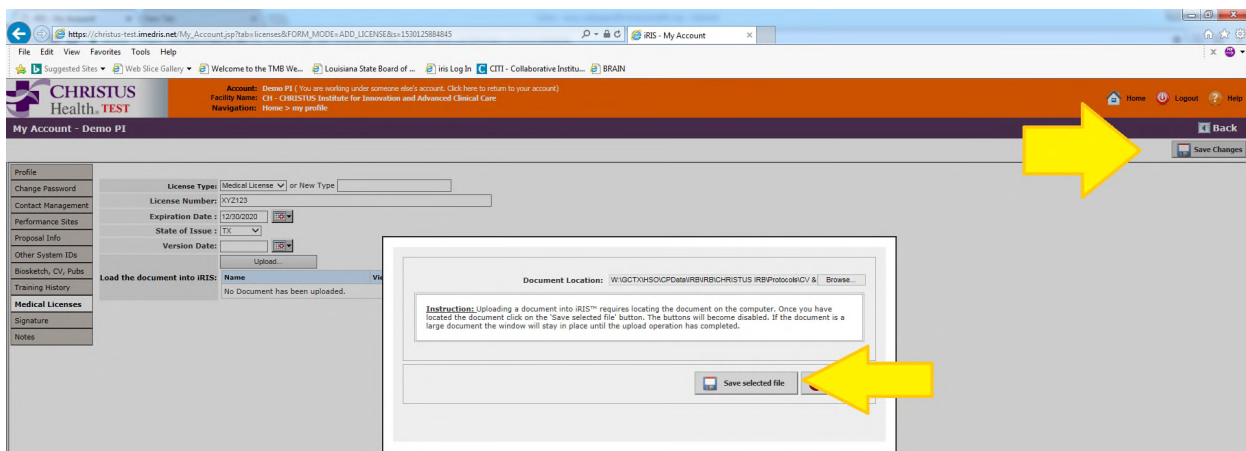 https://christus-test.imedris.net/My_Account.jsp?tab=licenses&FORM_MODE=ADD_LICENSE&s=1530125884845
iRIS - My Account
File Edit View Favorites Tools Help
Suggested Sites Web Slice Gallery Welcome to the TMB We... Louisiana State Board of ... iris Log In CITI - Collaborative Institu... BRAIN
CHRISTUS
Health. TEST
Account: Demo PI ( You are working under someone else's account. Click here to return to your account)
Facility Name: CH - CHRISTUS Institute for Innovation and Advanced Clinical Care
Navigation: Home > my profile
Home Logout Help
My Account - Demo PI
Back
Save Changes
Profile
Change Password
Contact Management
Performance Sites
Proposal Info
Other System IDs
Biosketch, CV, Pubs
Training History
Medical Licenses
Signature
Notes
License Type: Medical License or New Type
License Number: XYZ123
Expiration Date : 12/30/2020
State of Issue : TX
Version Date:
Upload...
Load the document into iRIS: Name
No Document has been uploaded.
Document Location: W:\GCTX\HSO\CPData\IRB\IRB\CHRISTUS IRB\Protocols\CV & Browse...
Instruction: Uploading a document into iRIS™ requires locating the document on the computer. Once you have
located the document click on the 'Save selected file' button. The buttons will become disabled. If the document is a
large document the window will stay in place until the upload operation has completed.
Save selected file